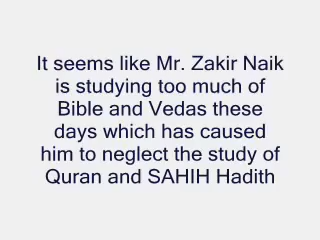 It seems like Mr. Zakir Naik
is studying too much of
Bible and Vedas these
days which has caused
him to neglect the study of
Quran and SAHIH Hadith